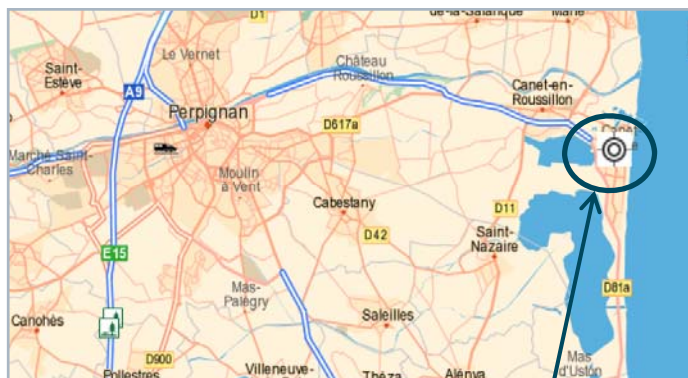 D1
de-la-Salanque
Marie
Le Vernet
Château
Roussillon
Saint-
Estève
A9
Canet-en-
Roussillon
Perpignan
D617a
Marché Saint-
Charles
Moulin
à Vent
Cabestany
D11
D42
Saint-
Nazaire
E15
Mas-
Palégry
D81a
Canohès
Saleilles
D900
Mas
d'Uston
Pollestres
Villeneuve-
Théza
Alénya